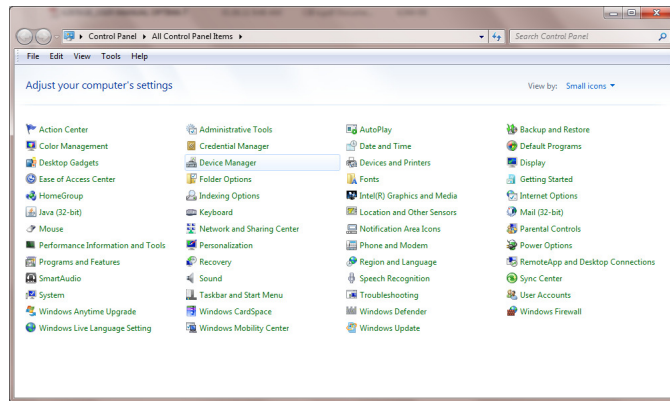 Control Panel ▸ All Control Panel Items ▸
Search Control Panel
File Edit View Tools Help
Adjust your computer's settings
View by: Small icons
Action Center Administrative Tools AutoPlay Backup and Restore
Color Management Credential Manager Date and Time Default Programs
Desktop Gadgets Device Manager Devices and Printers Display
Ease of Access Center Folder Options Fonts Getting Started
HomeGroup Indexing Options Intel(R) Graphics and Media Internet Options
Java (32-bit) Keyboard Location and Other Sensors Mail (32-bit)
Mouse Network and Sharing Center Notification Area Icons Parental Controls
Performance Information and Tools Personalization Phone and Modem Power Options
Programs and Features Recovery Region and Language RemoteApp and Desktop Connections
SmartAudio Sound Speech Recognition Sync Center
System Taskbar and Start Menu Troubleshooting User Accounts
Windows Anytime Upgrade Windows CardSpace Windows Defender Windows Firewall
Windows Live Language Setting Windows Mobility Center Windows Update